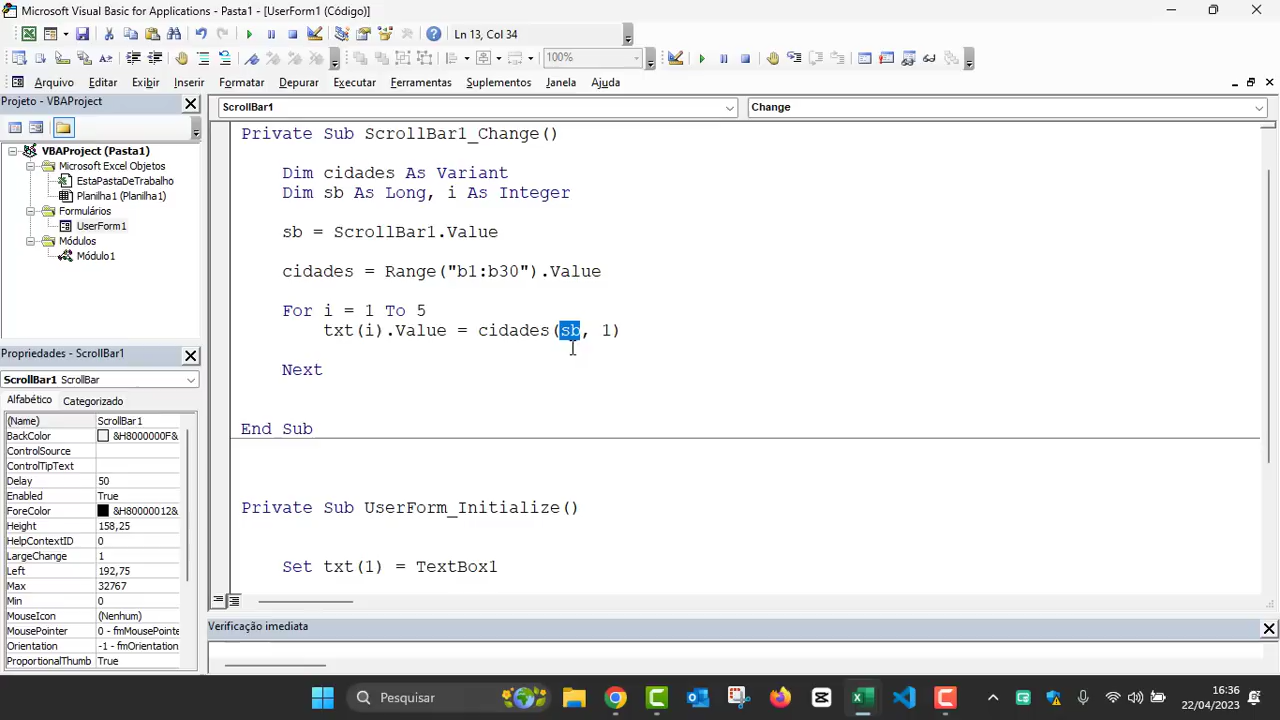 Microsoft Visual Basic for Applications - Pasta1 - [UserForm1 (Código)]
Ln 13, Col 34
100%
Arquivo Editar Exibir Inserir Formatar Depurar Executar Ferramentas Suplementos Janela Ajuda
Projeto - VBAProject
VBAProject (Pasta1)
Microsoft Excel Objetos
EstaPastaDeTrabalho
Planilha1 (Planilha1)
Formulários
UserForm1
Módulos
Módulo1
Propriedades - ScrollBar1
ScrollBar1 ScrollBar
Alfabético Categorizado
(Name) ScrollBar1
BackColor &H8000000F&
ControlSource
ControlTipText
Delay 50
Enabled True
ForeColor &H80000012&
Height 158,25
HelpContextID 0
LargeChange 1
Left 192,75
Max 32767
Min 0
MouseIcon (Nenhum)
MousePointer 0 - fmMousePointe
Orientation -1 - fmOrientation
ProportionalThumb True
ScrollBar1 Change
Private Sub ScrollBar1_Change()
Dim cidades As Variant
Dim sb As Long, i As Integer
sb = ScrollBar1.Value
cidades = Range("b1:b30").Value
For i = 1 To 5
txt(i).Value = cidades(sb, 1)
Next
End Sub
Private Sub UserForm_Initialize()
Set txt(1) = TextBox1
Verificação imediata
Pesquisar
16:36
22/04/2023